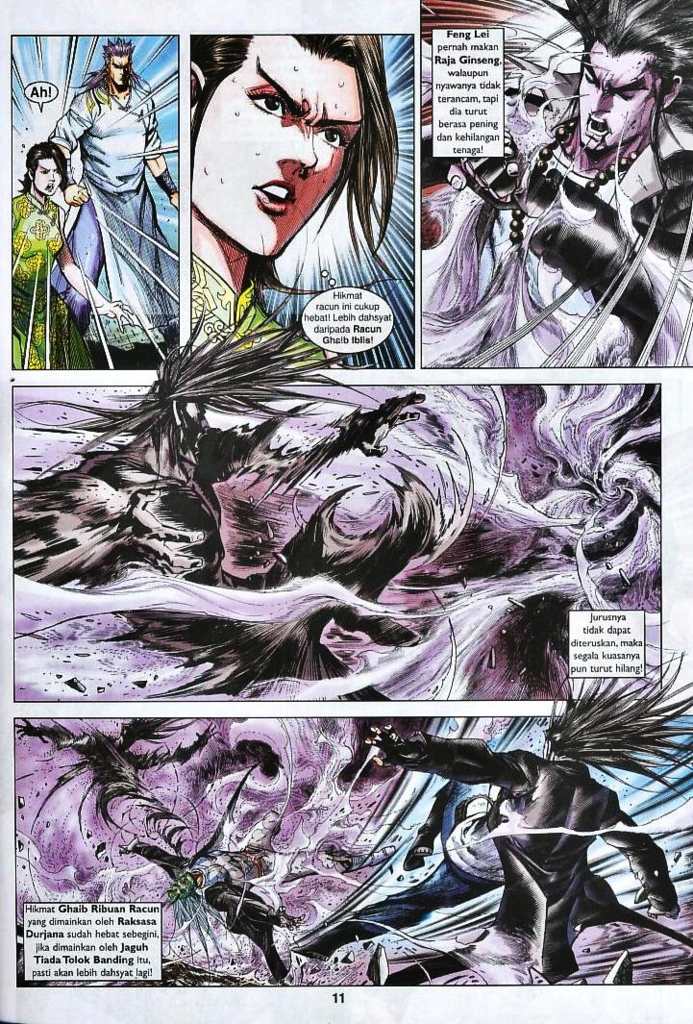 Ah!
Hikmat
racun ini cukup
hebat! Lebih dahsyat
daripada Racun
Ghaib Iblis!
Feng Lei
pernah makan
Raja Ginseng,
walaupun
nyawanya tidak
terancam, tapi
dia turut
berasa pening
dan kehilangan
tenaga!
Jurusnya
tidak dapat
diteruskan, maka
segala kuasanya
pun turut hilang!
Hikmat Ghaib Ribuan Racun
yang dimainkan oleh Raksasa
Durjana sudah hebat sebegini,
jika dimainkan oleh Jaguh
Tiada Tolok Banding itu,
pasti akan lebih dahsyat lagi!
11